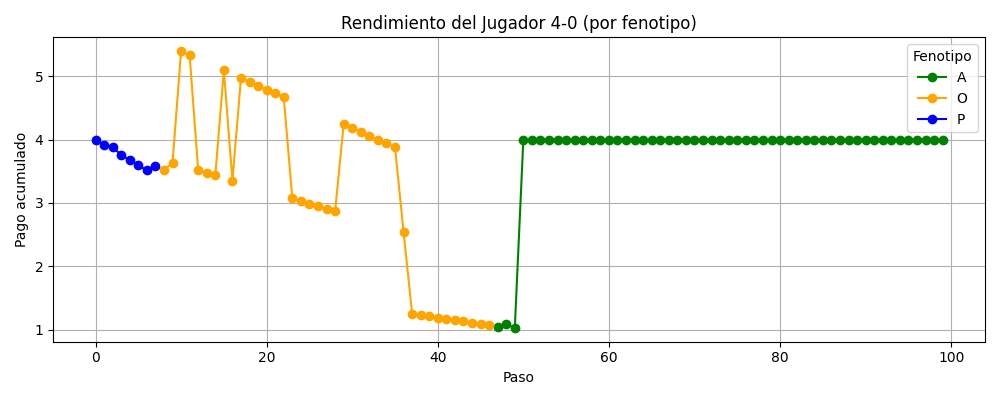 Rendimiento del Jugador 4-0 (por fenotipo)
Pago acumulado
5
4
3
2
1
0
20
40
60
80
100
Paso
Fenotipo
A
O
P